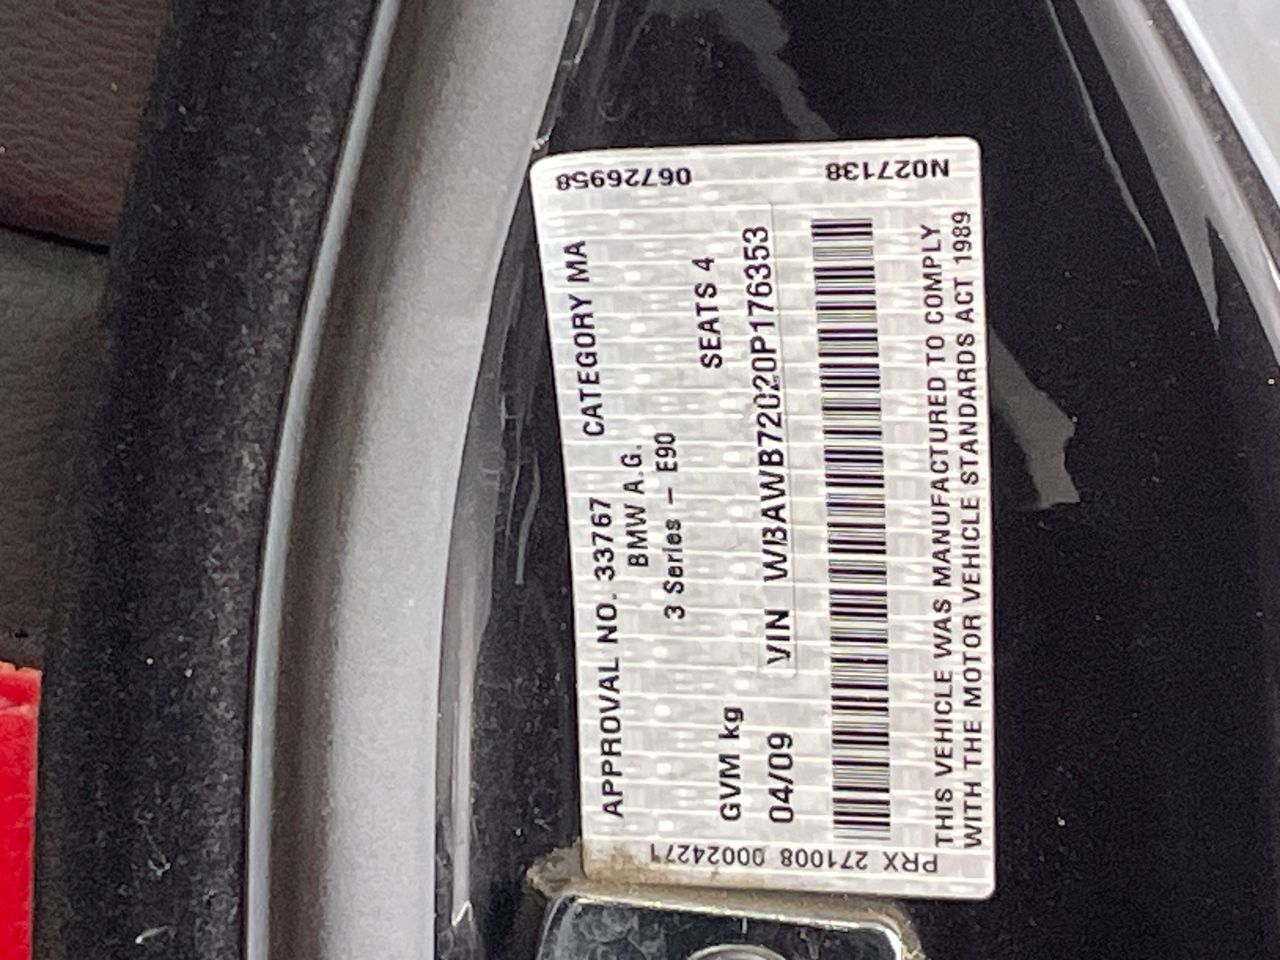 APPROVAL NO. 33767 CATEGORY MA
BMW A.G.
3 Series - E90
GVM kg SEATS 4
04/09 VIN WBAWB72020P176353
THIS VEHICLE WAS MANUFACTURED TO COMPLY
WITH THE MOTOR VEHICLE STANDARDS ACT 1989
06726958
N027138
PRX 271008 00024271